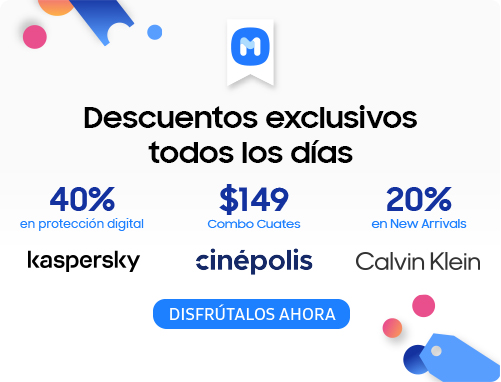 M
Descuentos exclusivos
todos los días
40%
en protección digital
kaspersky
$149
Combo Cuates
cinépolis
20%
en New Arrivals
Calvin Klein
DISFRÚTALOS AHORA